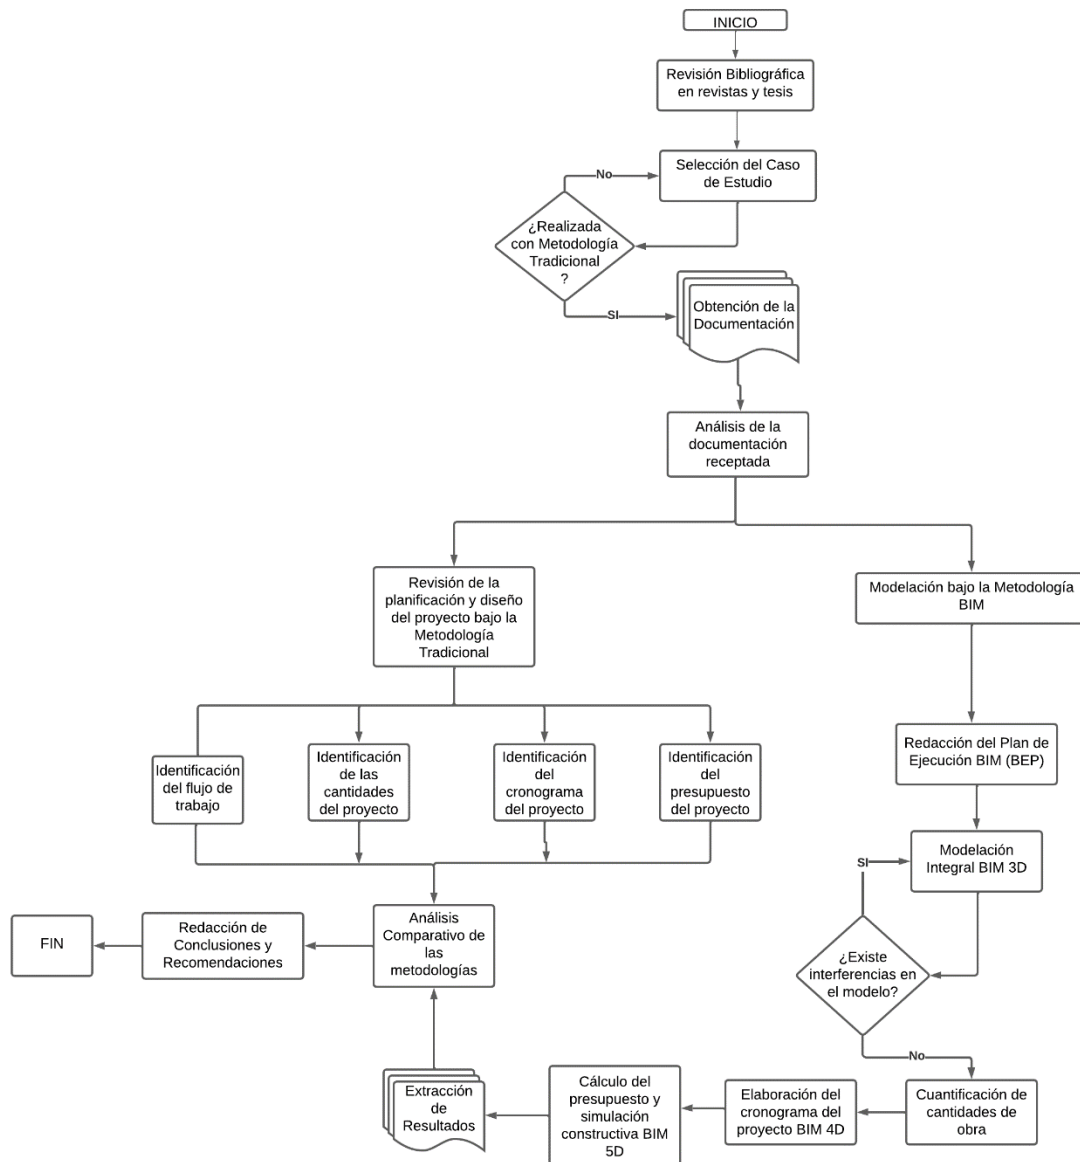 INICIO
Revisión Bibliográfica
en revistas y tesis
Selección del Caso
de Estudio
No
¿Realizada
con Metodología
Tradicional
?
SI
Obtención de la
Documentación
Análisis de la
documentación
receptada
Revisión de la
planificación y diseño
del proyecto bajo la
Metodología
Tradicional
Modelación bajo la Metodología
BIM
Identificación
del flujo de
trabajo
Identificación
de las
cantidades
del proyecto
Identificación
del
cronograma
del proyecto
Identificación
del
presupuesto
del proyecto
Redacción del Plan de
Ejecución BIM (BEP)
Modelación
Integral BIM 3D
SI
¿Existe
interferencias en
el modelo?
No
Cuantificación de
cantidades de
obra
Elaboración del
cronograma del
proyecto BIM 4D
Cálculo del
presupuesto y
simulación
constructiva BIM
5D
Extracción
de
Resultados
Análisis
Comparativo de
las
metodologías
Redacción de
Conclusiones y
Recomendaciones
FIN